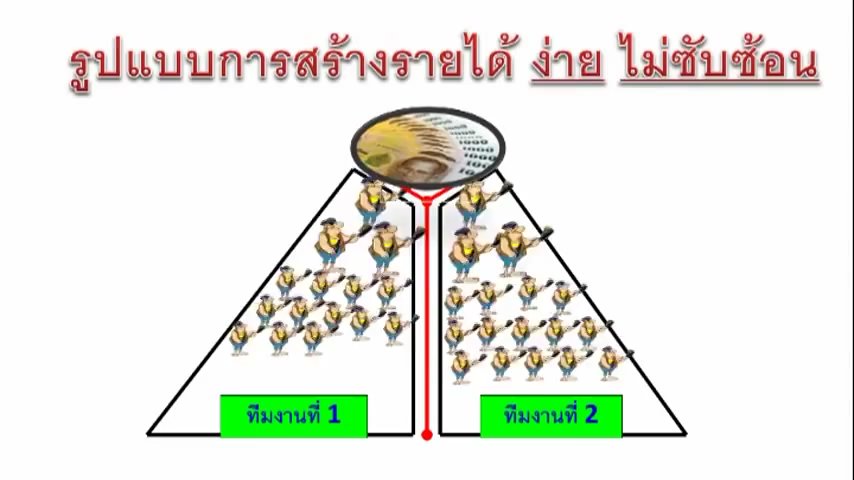 รูปแบบการสร้างรายได้ ง่าย ไม่ซับซ้อน
ทีมงานที่ 1
ทีมงานที่ 2